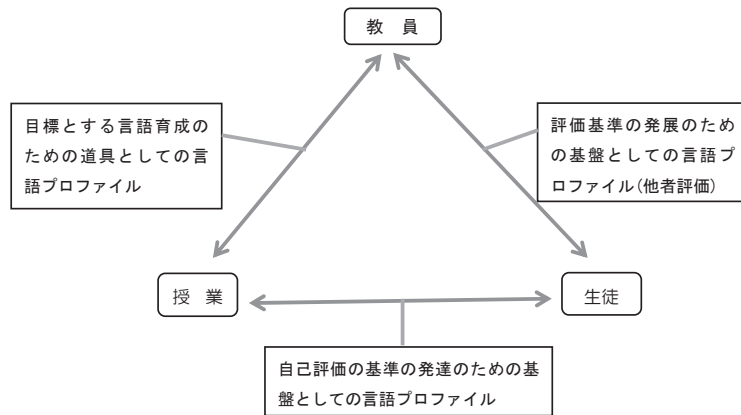 教 員
目標とする言語育成の
ための道具としての言
語プロファイル
評価基準の発展のため
の基盤としての言語プ
ロファイル(他者評価)
授 業
生徒
自己評価の基準の発達のための基
盤としての言語プロファイル